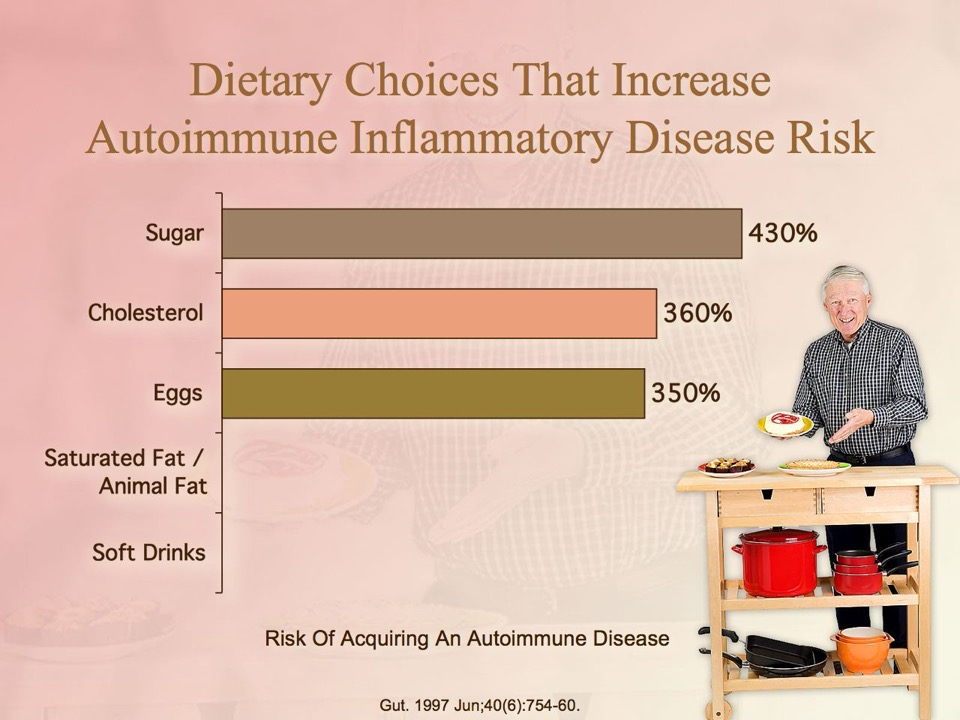 Dietary Choices That Increase
Autoimmune Inflammatory Disease Risk
Sugar
430%
Cholesterol
360%
Eggs
350%
Saturated Fat /
Animal Fat
Soft Drinks
Risk Of Acquiring An Autoimmune Disease
Gut. 1997 Jun;40(6):754-60.